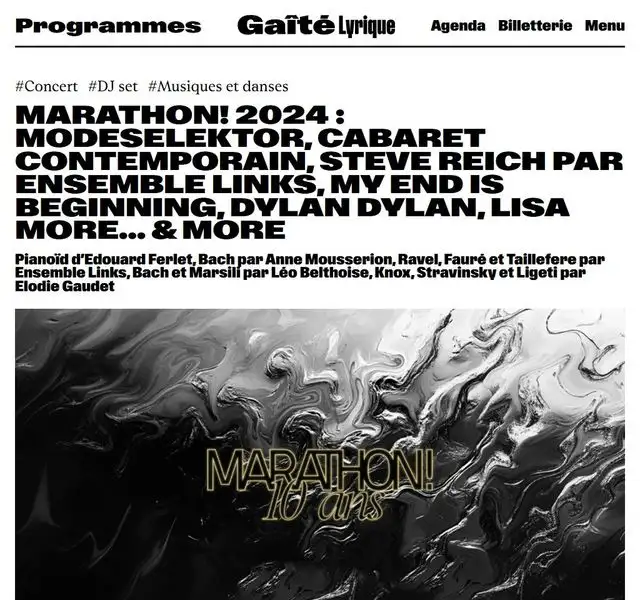 Programmes Gaîté Lyrique Agenda Billetterie Menu
#Concert #DJ set #Musiques et danses
MARATHON! 2024 :
MODESELEKTOR, CABARET
CONTEMPORAIN, STEVE REICH PAR
ENSEMBLE LINKS, MY END IS
BEGINNING, DYLAN DYLAN, LISA
MORE... & MORE
Pianoïd d'Edouard Ferlet, Bach par Anne Mousserion, Ravel, Fauré et Taillefere par
Ensemble Links, Bach et Marsili par Léo Belthoise, Knox, Stravinsky et Ligeti par
Elodie Gaudet
MARATHON!
10 ans